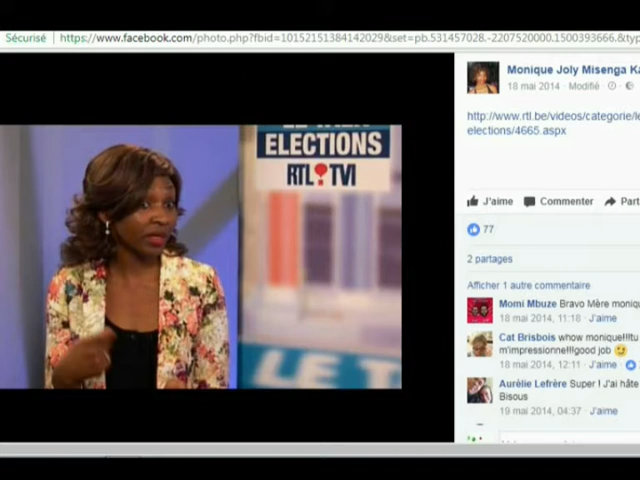 Sécurisé https://www.facebook.com/photo.php?fbid=10152151384142029&set=pb.531457028.-2207520000.1500393666.&typ
Monique Joly Misenga Ka
18 mai 2014 · Modifié ·
http://www.rtl.be/videos/categorie/le
elections/4665.aspx
ELECTIONS
RTL TVI
LE T
J'aime Commenter Part
77
2 partages
Afficher 1 autre commentaire
Momi Mbuze Bravo Mère moniqu
18 mai 2014, 11:18 · J'aime
Cat Brisbois whow monique!!!tu
m'impressionne!!!good job
18 mai 2014, 12:11 · J'aime ·
Aurélie Lefrère Super ! J'ai hâte
Bisous
19 mai 2014, 04:37 · J'aime